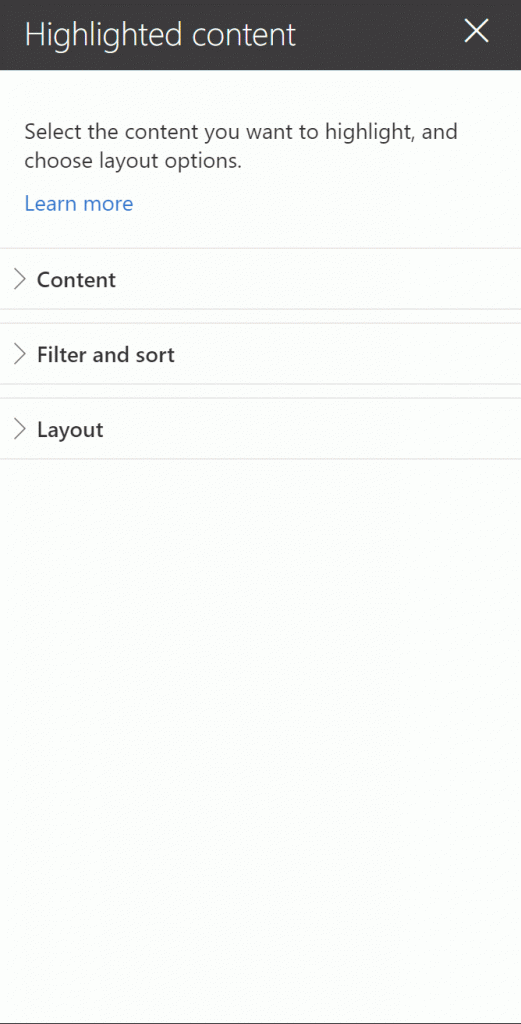 Highlighted content
Select the content you want to highlight, and
choose layout options.
Learn more
Content
Filter and sort
Layout